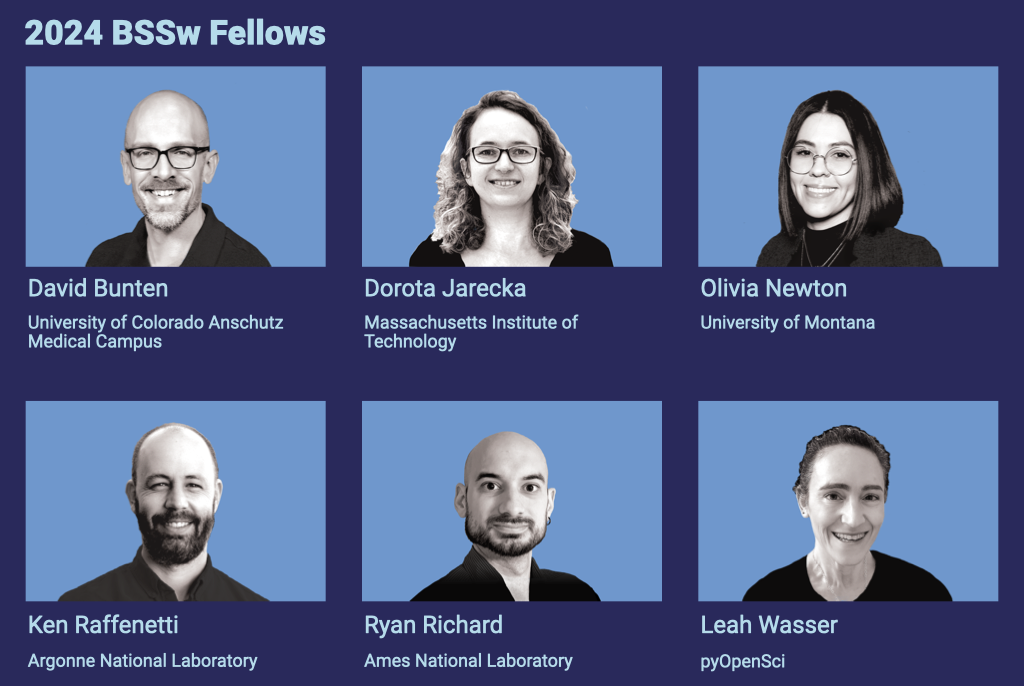 2024 BSSw Fellows
David Bunten
University of Colorado Anschutz
Medical Campus
Dorota Jarecka
Massachusetts Institute of
Technology
Olivia Newton
University of Montana
Ken Raffenetti
Argonne National Laboratory
Ryan Richard
Ames National Laboratory
Leah Wasser
pyOpenSci